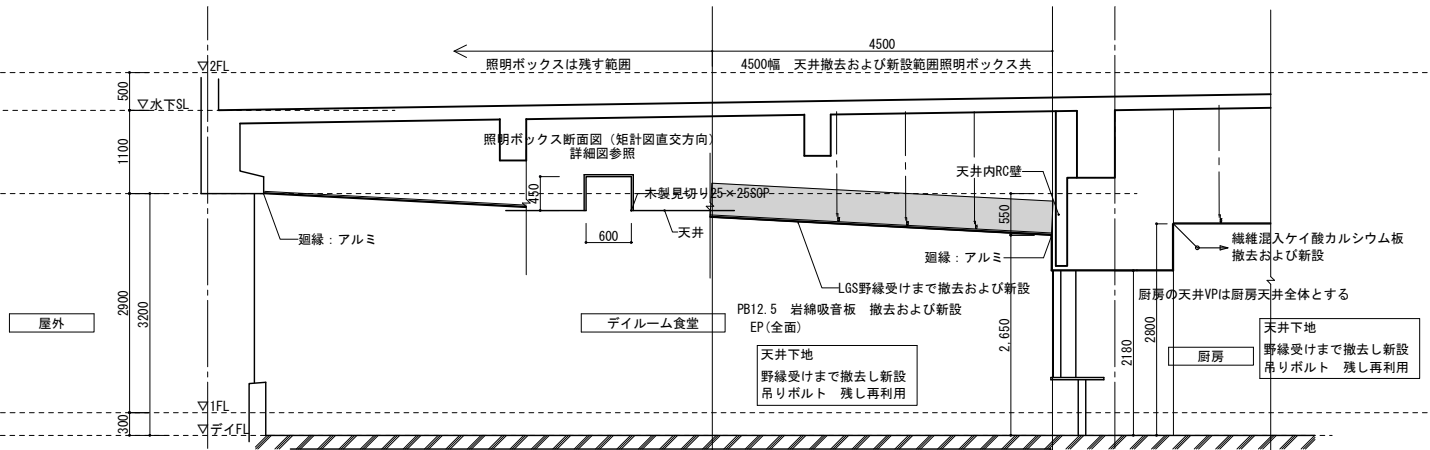 4500
照明ボックスは残す範囲
4500幅 天井撤去および新設範囲照明ボックス共
▽2FL
500
▽水下SL
1100
照明ボックス断面図（矩計図直交方向）
詳細図参照
天井内RC壁
450
木製見切り25×25SOP
550
600
天井
廻縁：アルミ
廻縁：アルミ
繊維混入ケイ酸カルシウム板
撤去および新設
LGS野縁受けまで撤去および新設
厨房の天井VPは厨房天井全体とする
2900
3200
PB12.5 岩綿吸音板 撤去および新設
EP(全面)
屋外
デイルーム食堂
2,650
2180
2800
厨房
天井下地
野縁受けまで撤去し新設
吊りボルト 残し再利用
天井下地
野縁受けまで撤去し新設
吊りボルト 残し再利用
▽1FL
300
▽デイFL